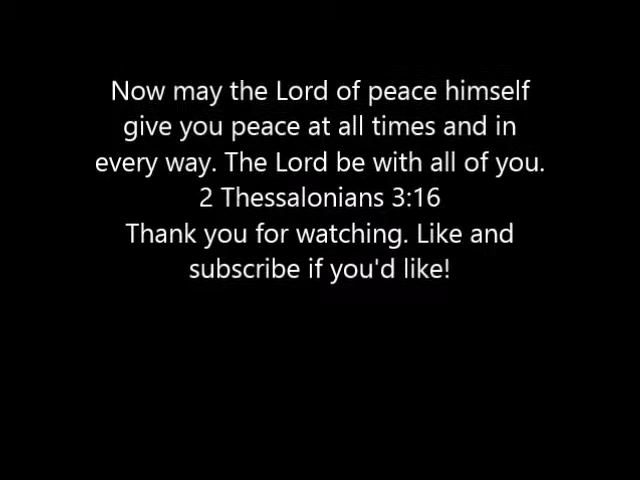 Now may the Lord of peace himself
give you peace at all times and in
every way. The Lord be with all of you.
2 Thessalonians 3:16
Thank you for watching. Like and
subscribe if you'd like!